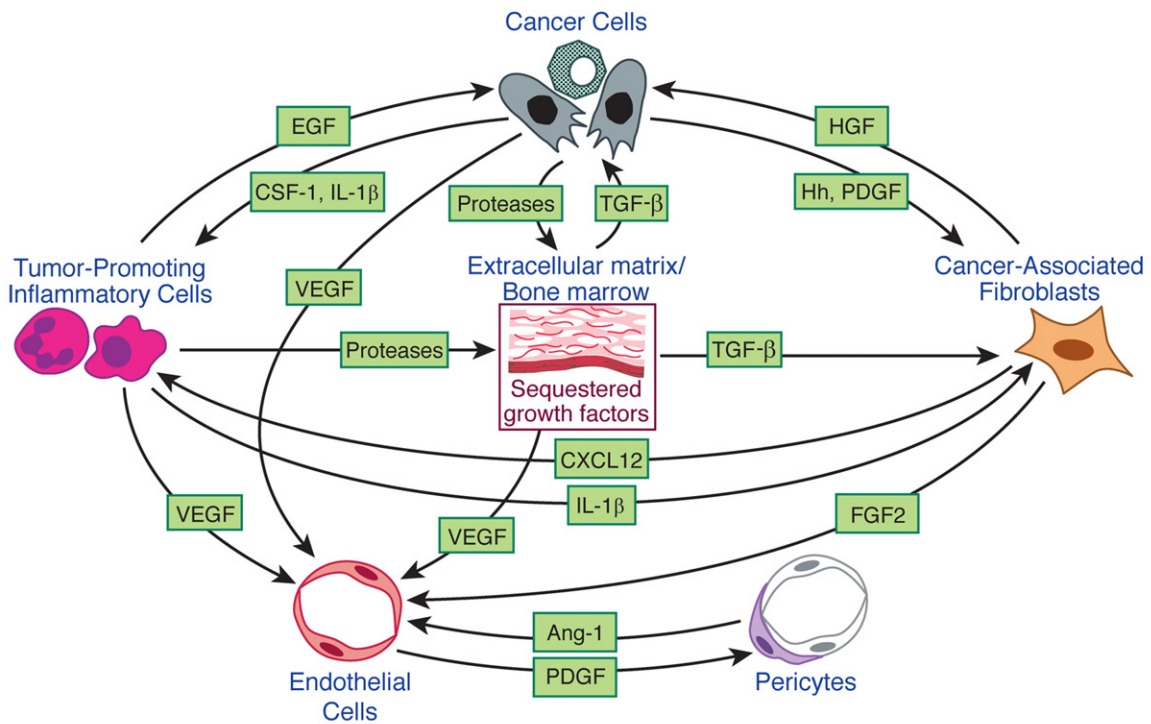 Cancer Cells
EGF
HGF
CSF-1, IL-1β
Proteases
TGF-β
Hh, PDGF
Tumor-Promoting
Inflammatory Cells
Extracellular matrix/
Bone marrow
Cancer-Associated
Fibroblasts
VEGF
Proteases
TGF-β
Sequestered
growth factors
CXCL12
IL-1β
VEGF
VEGF
FGF2
Ang-1
PDGF
Endothelial
Cells
Pericytes